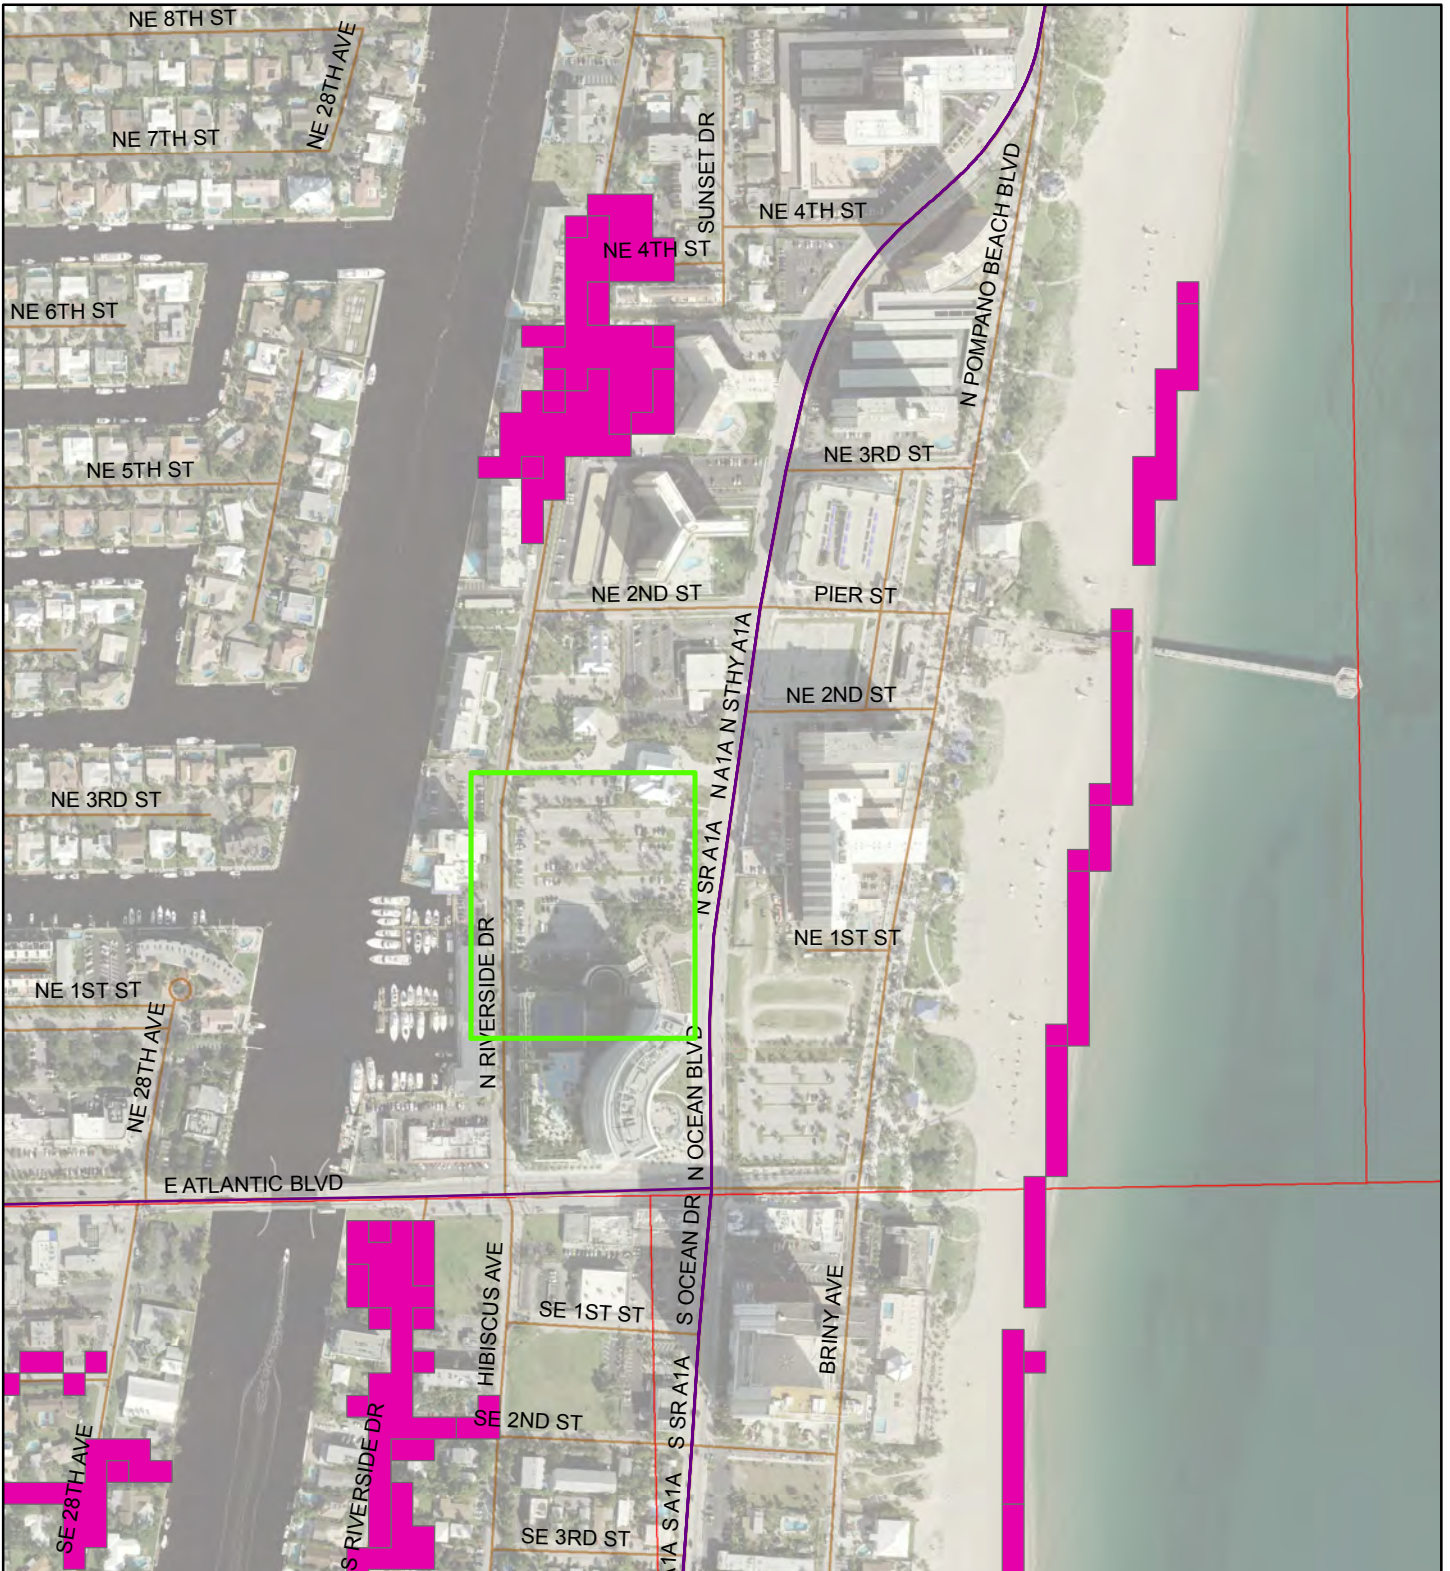 NE 8TH ST
NE 28TH AVE
NE 7TH ST
SUNSET DR
NE 4TH ST
N POMPANO BEACH BLVD
NE 4TH ST
NE 6TH ST
NE 3RD ST
NE 5TH ST
NE 2ND ST
PIER ST
N A1A N STHY A1A
NE 2ND ST
NE 3RD ST
N SR A1A
N RIVERSIDE DR
NE 1ST ST
NE 1ST ST
NE 28TH AVE
N OCEAN BLVD
E ATLANTIC BLVD
S OCEAN DR
HIBISCUS AVE
SE 1ST ST
BRINY AVE
S SR A1A
SE 2ND ST
S RIVERSIDE DR
SE 28TH AVE
S A1A
SE 3RD ST